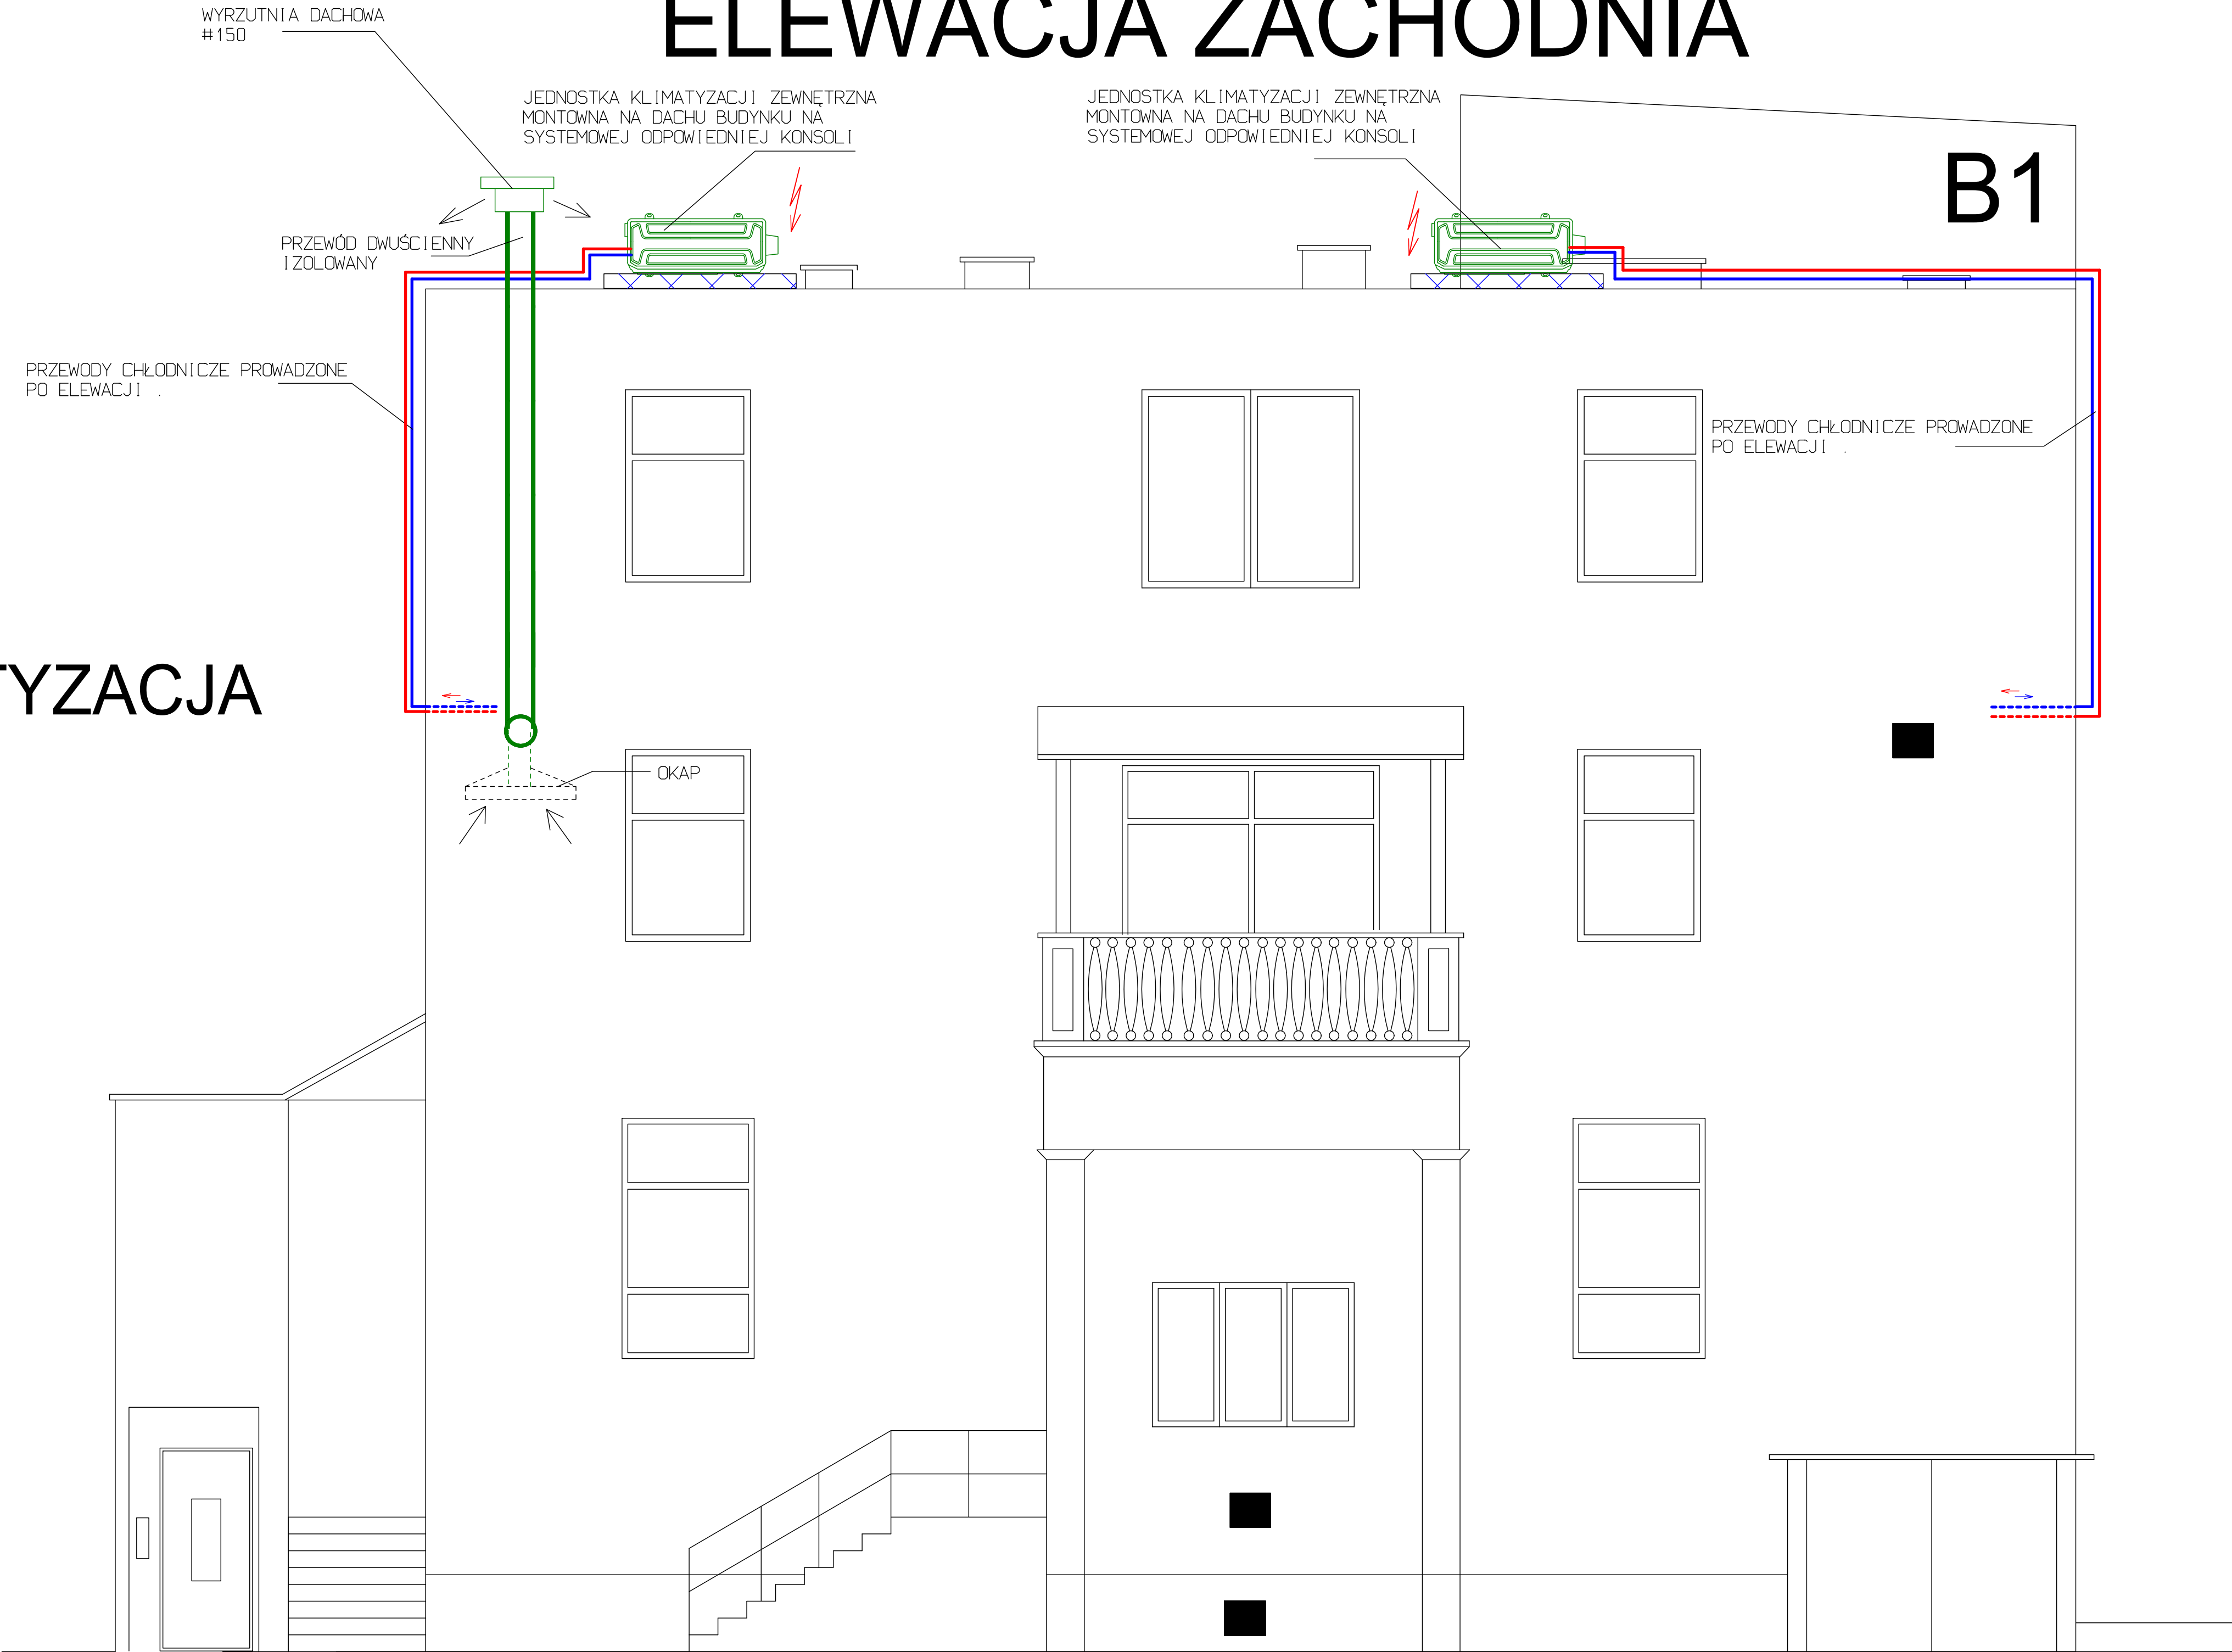 ELEWACJA ZACHODNIA
WYRZUTNIA DACHOWA
#150
JEDNOSTKA KLIMATYZACJI ZEWNĘTRZNA
MONTOWNA NA DACHU BUDYNKU NA
SYSTEMOWEJ ODPOWIEDNIEJ KONSOLI
JEDNOSTKA KLIMATYZACJI ZEWNĘTRZNA
MONTOWNA NA DACHU BUDYNKU NA
SYSTEMOWEJ ODPOWIEDNIEJ KONSOLI
B1
PRZEWÓD DWUŚCIENNY
IZOLOWANY
PRZEWODY CHŁODNICZE PROWADZONE
PO ELEWACJI .
PRZEWODY CHŁODNICZE PROWADZONE
PO ELEWACJI .
TYZACJA
OKAP